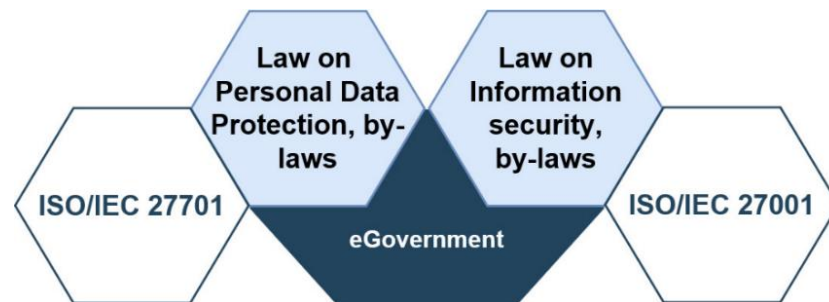 Law on
Personal Data
Protection, by-
laws
Law on
Information
security,
by-laws
ISO/IEC 27701
ISO/IEC 27001
eGovernment